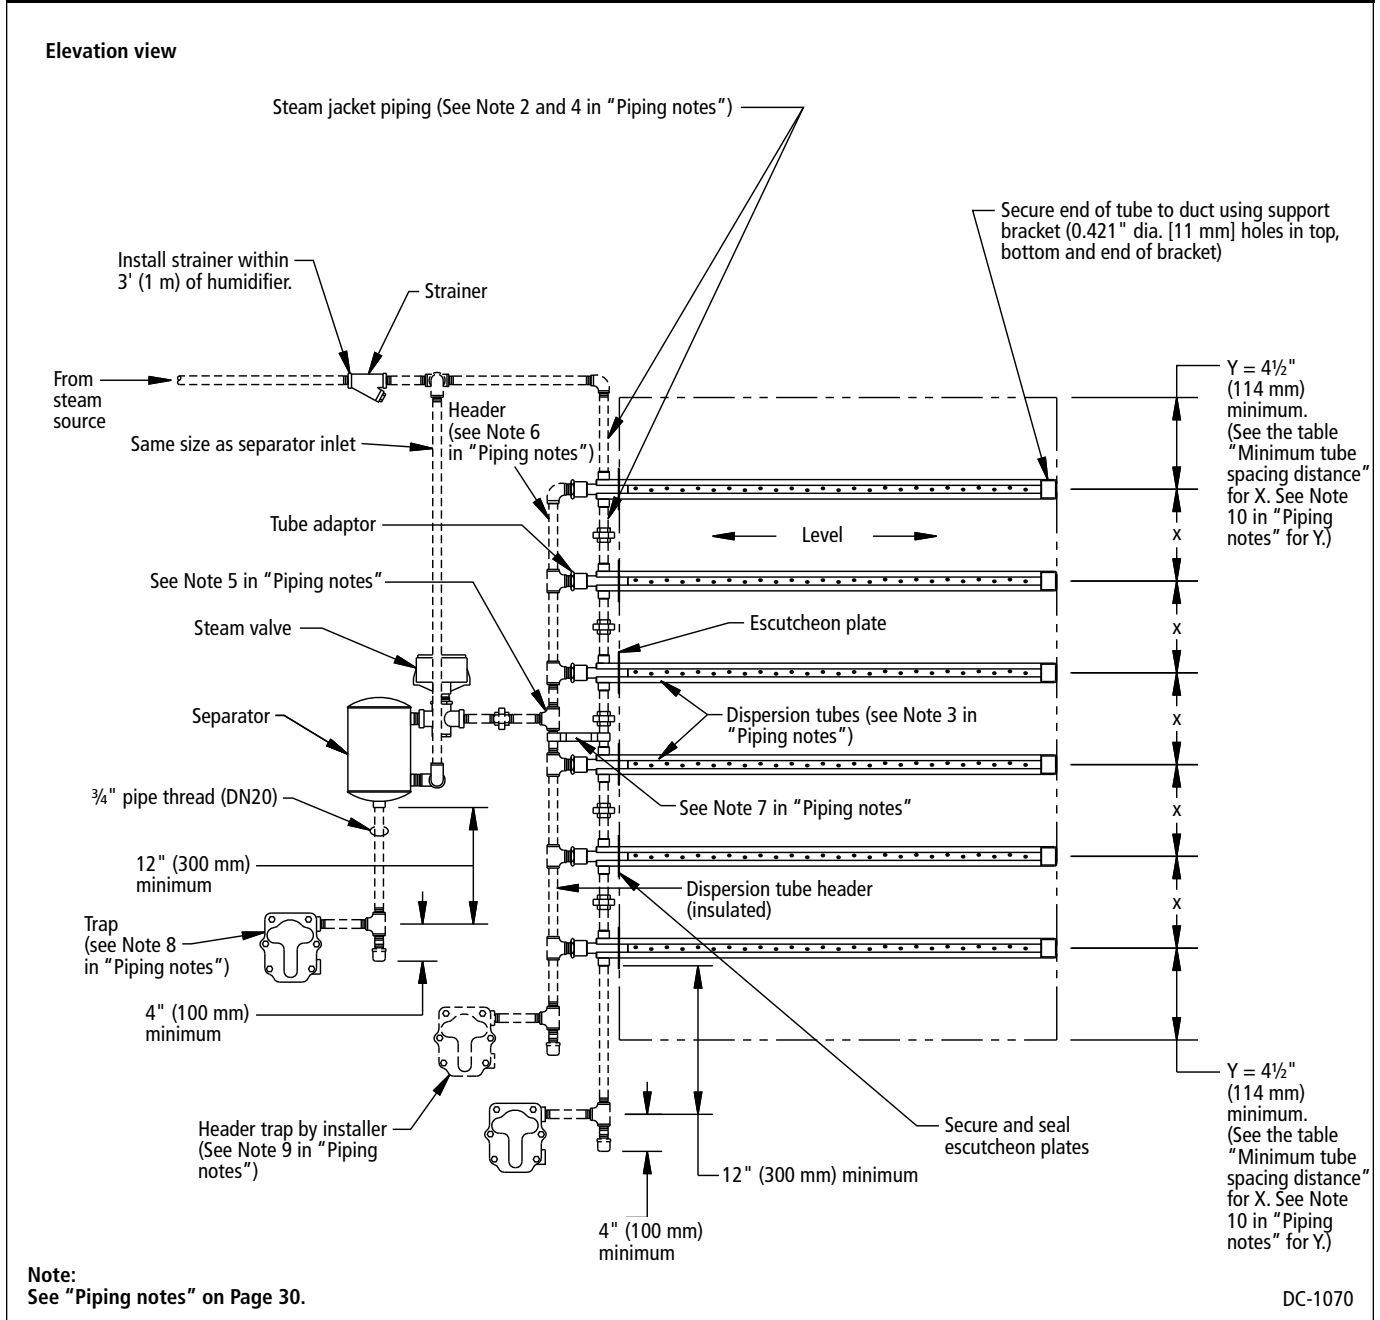 Elevation view
Steam jacket piping (See Note 2 and 4 in "Piping notes")
Secure end of tube to duct using support
bracket (0.421" dia. [11 mm] holes in top,
bottom and end of bracket)
Install strainer within
3' (1 m) of humidifier.
Strainer
From
steam
source
Y = 4½"
(114 mm)
minimum.
(See the table
"Minimum tube
spacing distance"
for X. See Note
10 in "Piping
notes" for Y.)
Header
(see Note 6
in "Piping notes")
Same size as separator inlet
Tube adaptor
Level
x
See Note 5 in "Piping notes"
Steam valve
Escutcheon plate
x
Separator
Dispersion tubes (see Note 3 in
"Piping notes")
x
¾" pipe thread (DN20)
See Note 7 in "Piping notes"
x
12" (300 mm)
minimum
Dispersion tube header
(insulated)
x
Trap
(see Note 8
in "Piping notes")
4" (100 mm)
minimum
Header trap by installer
(See Note 9 in "Piping
notes")
Secure and seal
escutcheon plates
12" (300 mm) minimum
4" (100 mm)
minimum
Y = 4½"
(114 mm)
minimum.
(See the table
"Minimum tube
spacing distance"
for X. See Note
10 in "Piping
notes" for Y.)
Note:
See "Piping notes" on Page 30.
DC-1070